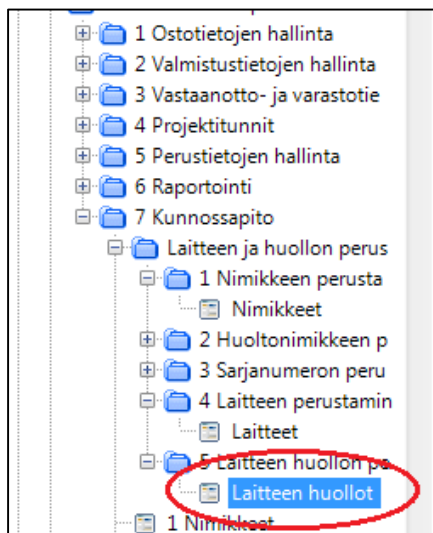 1 Ostotietojen hallinta
2 Valmistustietojen hallinta
3 Vastaanotto- ja varastotie
4 Projektitunnit
5 Perustietojen hallinta
6 Raportointi
7 Kunnossapito
Laitteen ja huollon perus
1 Nimikkeen perusta
Nimikkeet
2 Huoltonimikkeen p
3 Sarjanumeron peru
4 Laitteen perustamin
Laitteet
5 Laitteen huollon pe
Laitteen huollot
1 Nimikkeet